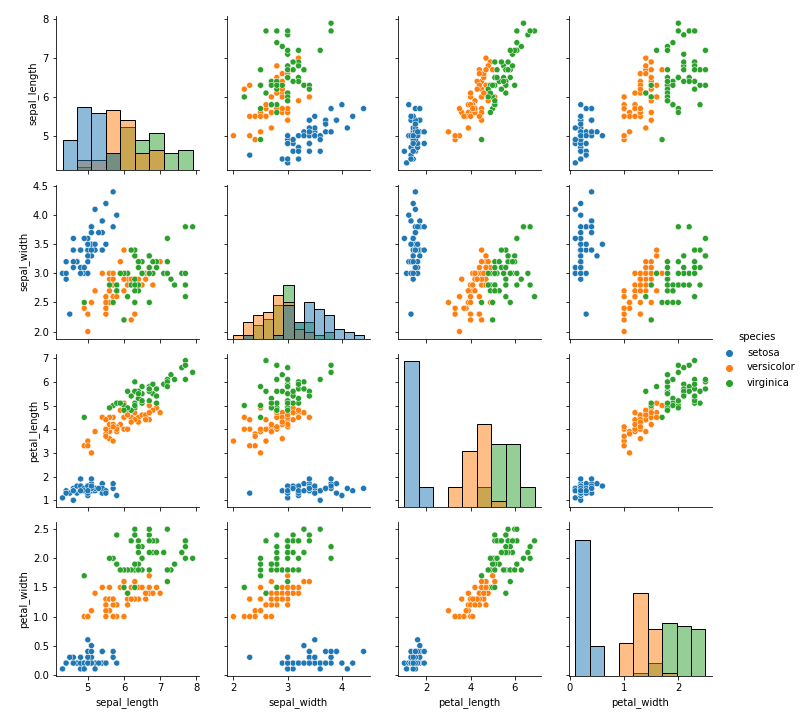 8
7
6
5
sepal_length
4.5
4.0
3.5
3.0
2.5
2.0
sepal_width
species
setosa
versicolor
virginica
7
6
5
4
3
2
1
petal_length
2.5
2.0
1.5
1.0
0.5
0.0
petal_width
5 6 7 8
2 3 4
2 4 6
0 1 2
sepal_length sepal_width petal_length petal_width